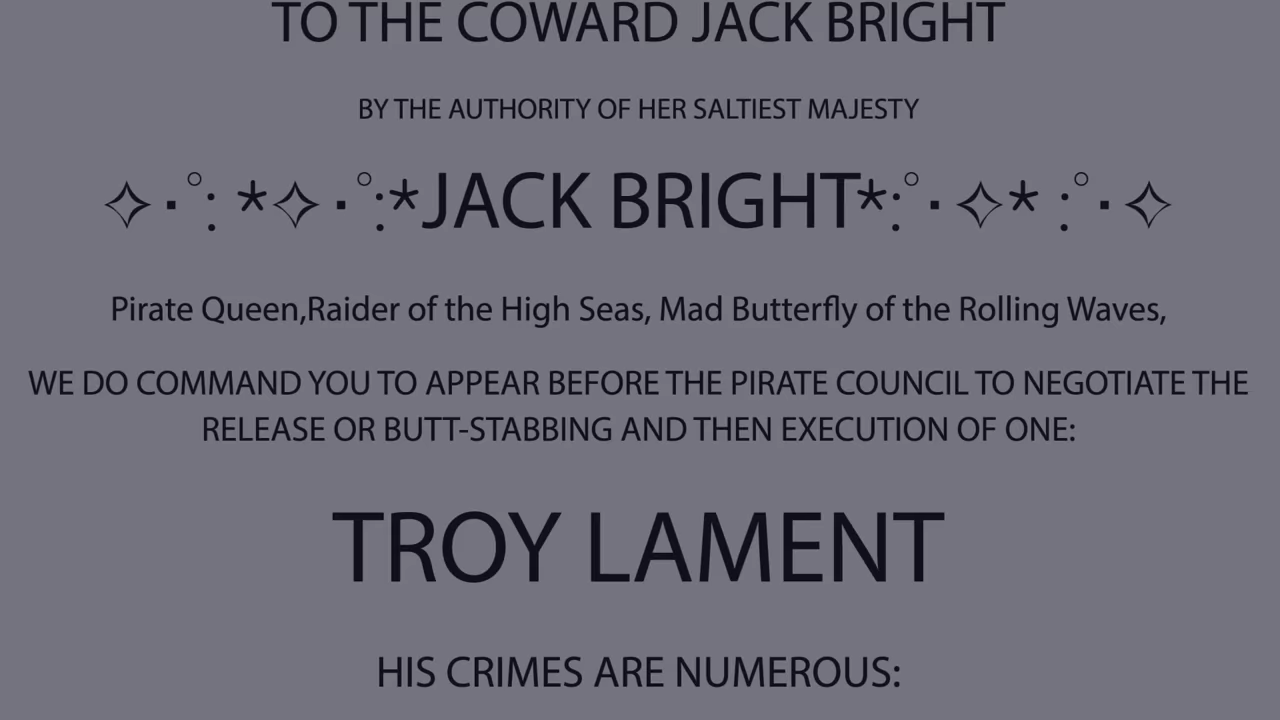 TO THE COWARD JACK BRIGHT
BY THE AUTHORITY OF HER SALTIEST MAJESTY
✧･ﾟ: *✧･ﾟ:*JACK BRIGHT*:ﾟ･✧*:ﾟ･✧
Pirate Queen,Raider of the High Seas, Mad Butterfly of the Rolling Waves,
WE DO COMMAND YOU TO APPEAR BEFORE THE PIRATE COUNCIL TO NEGOTIATE THE
RELEASE OR BUTT-STABBING AND THEN EXECUTION OF ONE:
TROY LAMENT
HIS CRIMES ARE NUMEROUS: